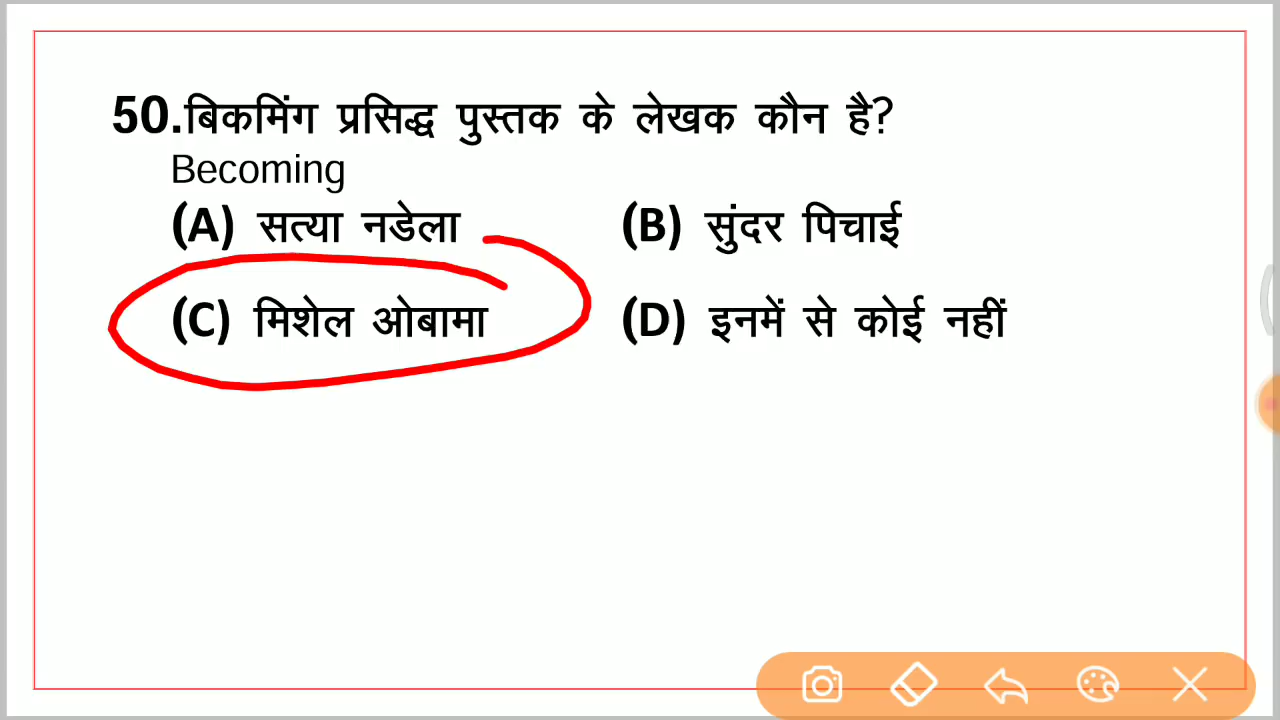 50.बिकमिंग प्रसिद्ध पुस्तक के लेखक कौन है?
Becoming
(A) सत्या नडेला (B) सुंदर पिचाई
(C) मिशेल ओबामा (D) इनमें से कोई नहीं